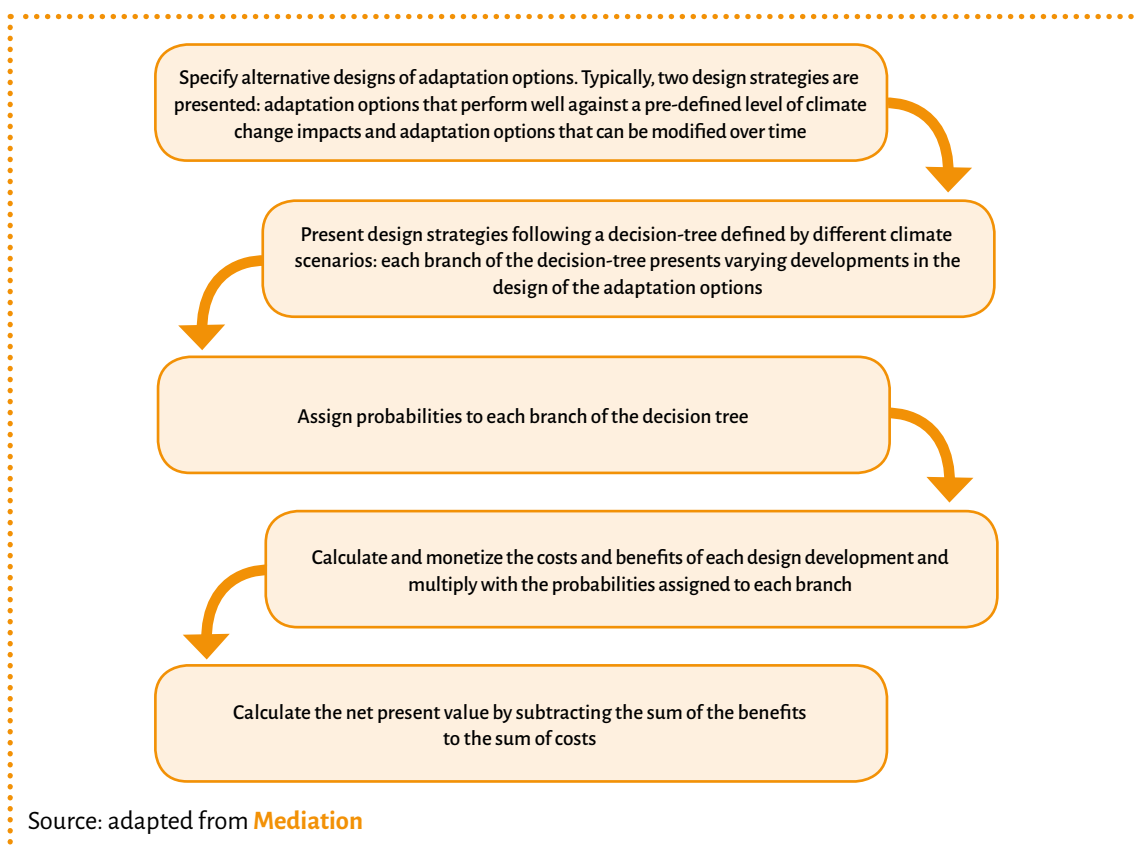 Specify alternative designs of adaptation options. Typically, two design strategies are
presented: adaptation options that perform well against a pre-defined level of climate
change impacts and adaptation options that can be modified over time
Present design strategies following a decision-tree defined by different climate
scenarios: each branch of the decision-tree presents varying developments in the
design of the adaptation options
Assign probabilities to each branch of the decision tree
Calculate and monetize the costs and benefits of each design development and
multiply with the probabilities assigned to each branch
Calculate the net present value by subtracting the sum of the benefits
to the sum of costs
Source: adapted from Mediation